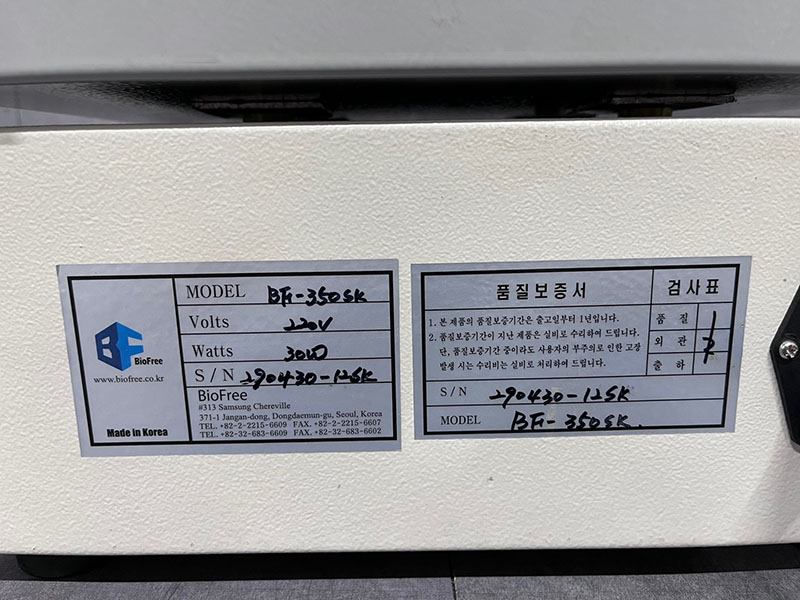 BF
BioFree
www.biofree.co.kr
Made in Korea
MODEL BFI-350SK
Volts 220V
Watts 300
S / N 290430-12SK
BioFree
#313 Samsung Chereville
371-1 Jangan-dong, Dongdaemun-gu, Seoul, Korea
TEL. +82-2-2215-6609 FAX. +82-2-2215-6607
TEL. +82-32-683-6609 FAX. +82-32-683-6602
품질보증서
1. 본 제품의 품질보증기간은 출고일부터 1년입니다.
2. 품질보증기간이 지난 제품은 실비로 수리하여 드립니다.
단, 품질보증기간 중이라도 사용자의 부주의로 인한 고장
발생 시는 수리비는 실비로 처리하여 드립니다.
검사표
품 질
외 관
출 하
S / N 290430-12SK
MODEL BFI-350SK.